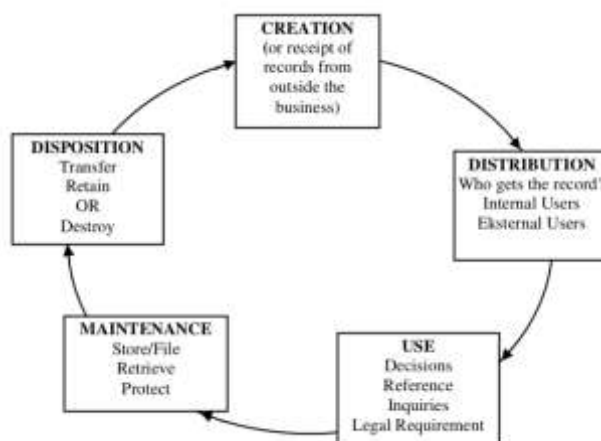 CREATION
(or receipt of
records from
outside the
business)
DISTRIBUTION
Who gets the record?
Internal Users
Eksternal Users
USE
Decisions
Reference
Inquiries
Legal Requirement
MAINTENANCE
Store/File
Retrieve
Protect
DISPOSITION
Transfer
Retain
OR
Destroy